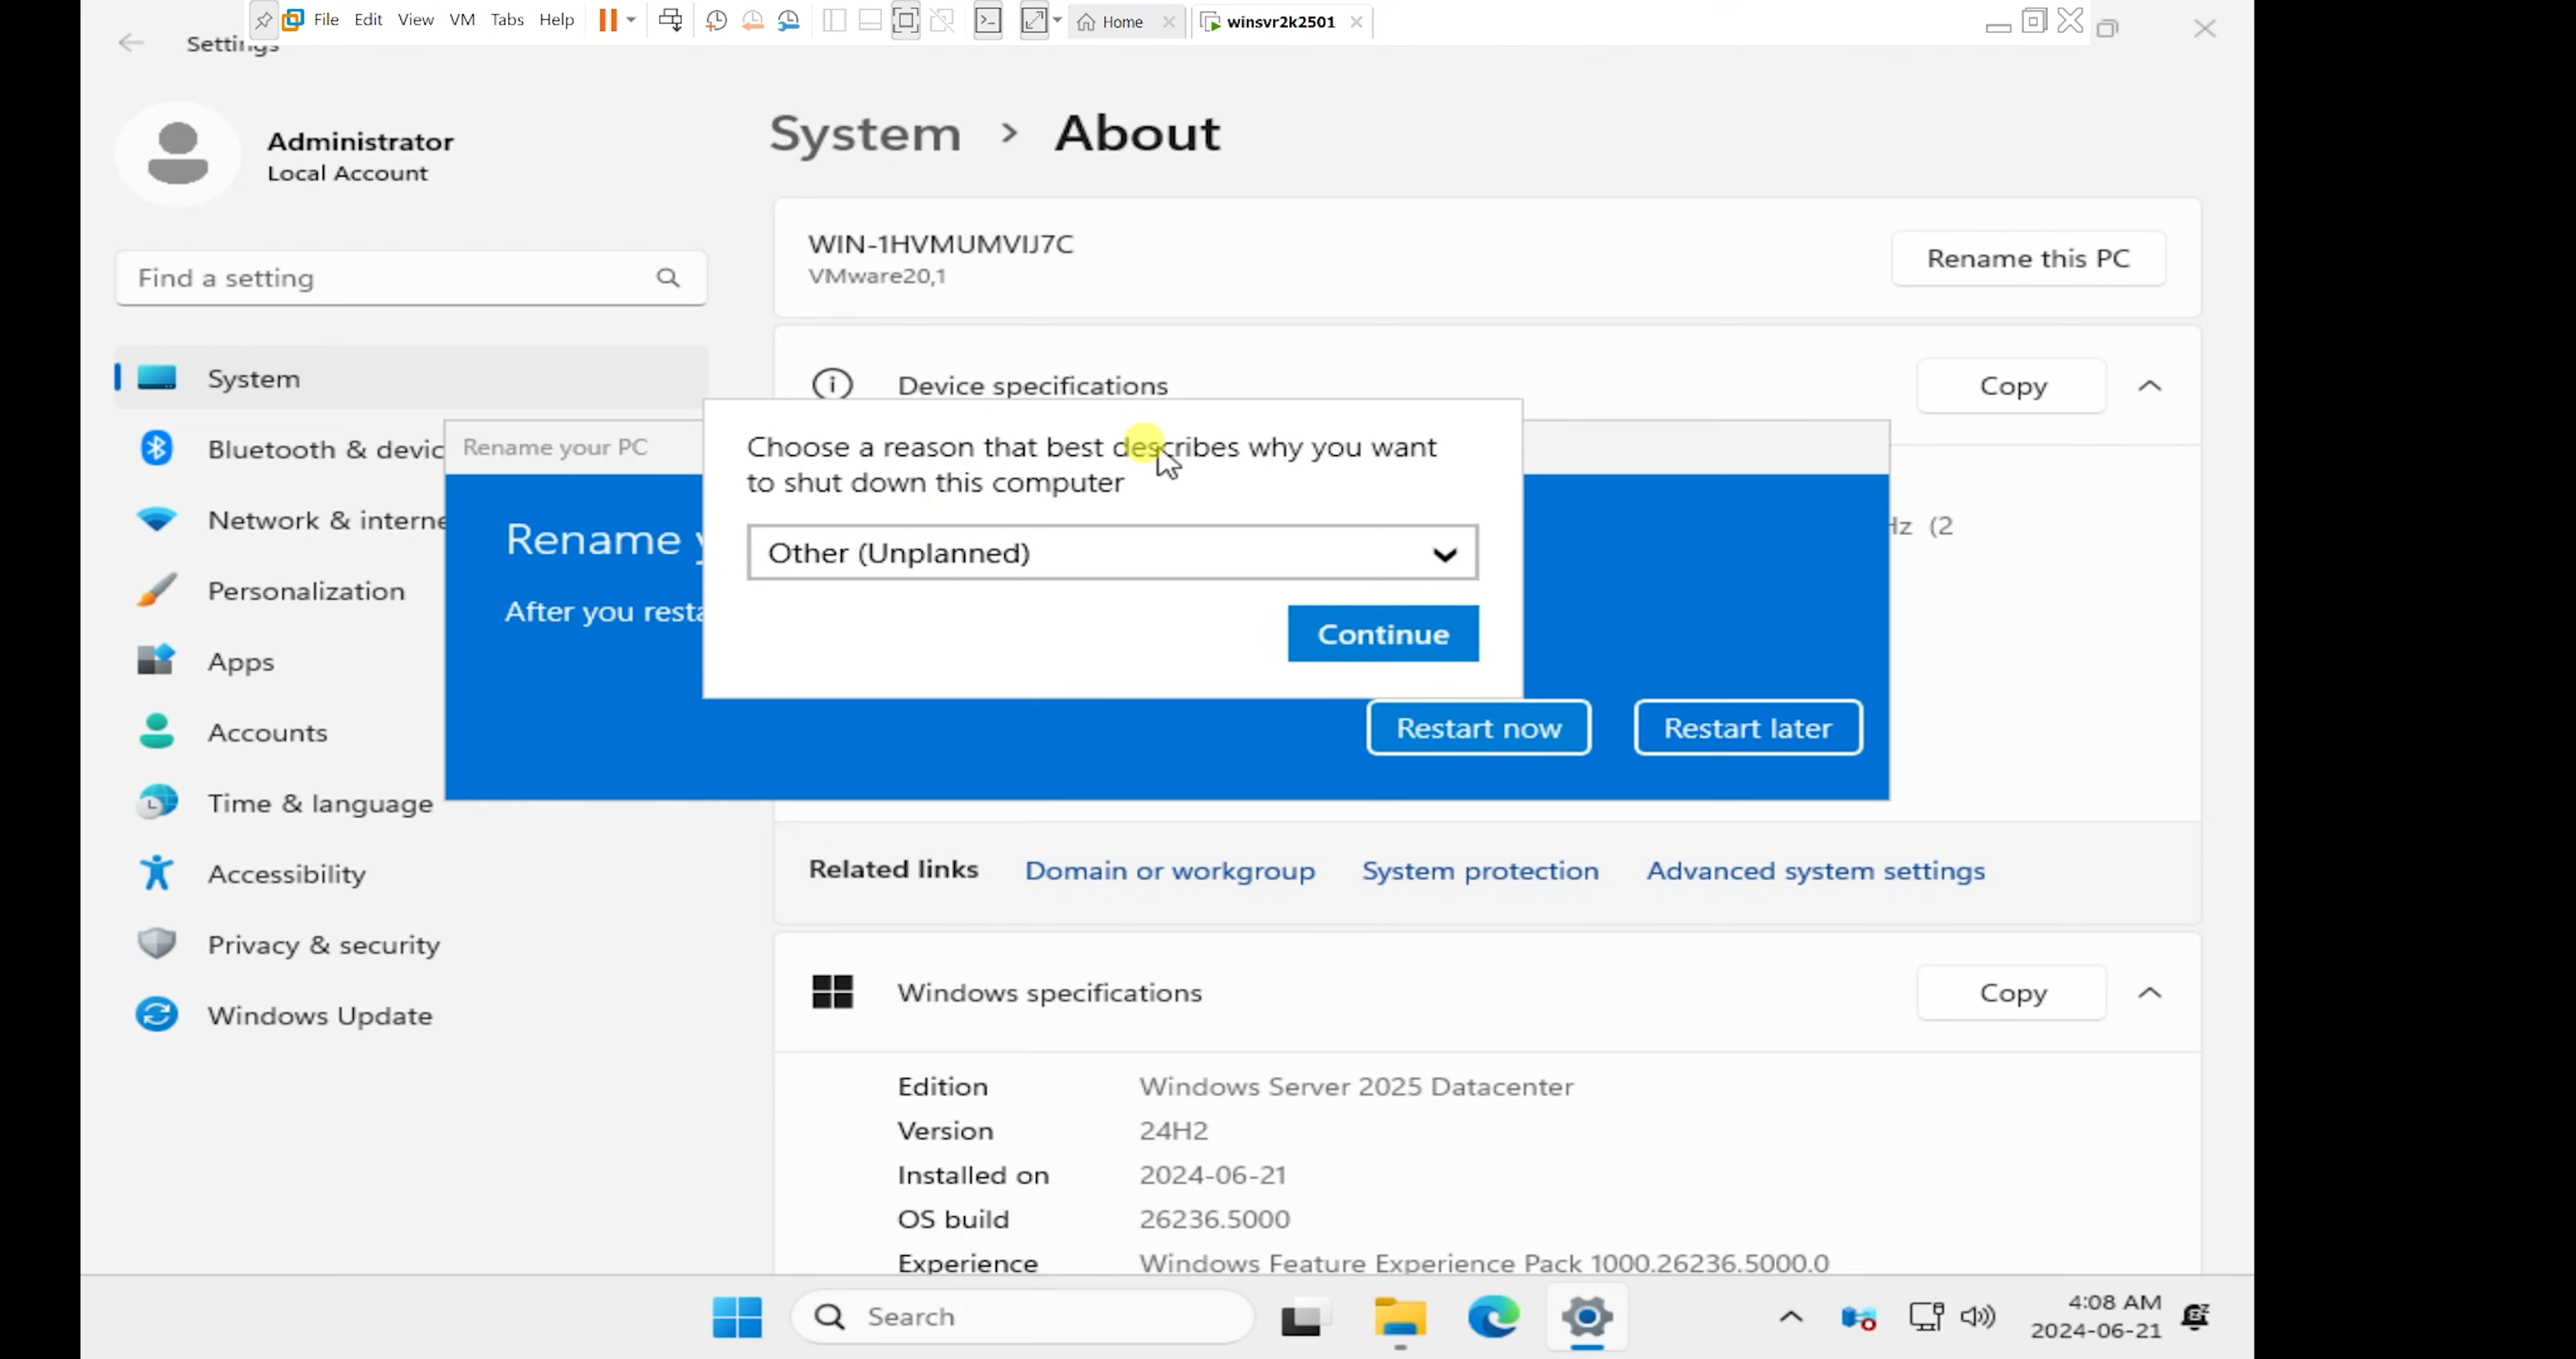 File Edit View VM Tabs Help Home winsvr2k2501
Settings
Administrator
Local Account
Find a setting
System
Bluetooth & devic
Network & interne
Personalization
Apps
Accounts
Time & language
Accessibility
Privacy & security
Windows Update
System > About
WIN-1HVMUMVIJ7C
VMware20,1
Rename this PC
Device specifications
Copy
Hz (2
Rename your PC
Rename y
After you resta
Choose a reason that best describes why you want
to shut down this computer
Other (Unplanned)
Continue
Restart now
Restart later
Related links Domain or workgroup System protection Advanced system settings
Windows specifications
Copy
Edition Windows Server 2025 Datacenter
Version 24H2
Installed on 2024-06-21
OS build 26236.5000
Experience Windows Feature Experience Pack 1000.26236.5000.0
Search
4:08 AM
2024-06-21